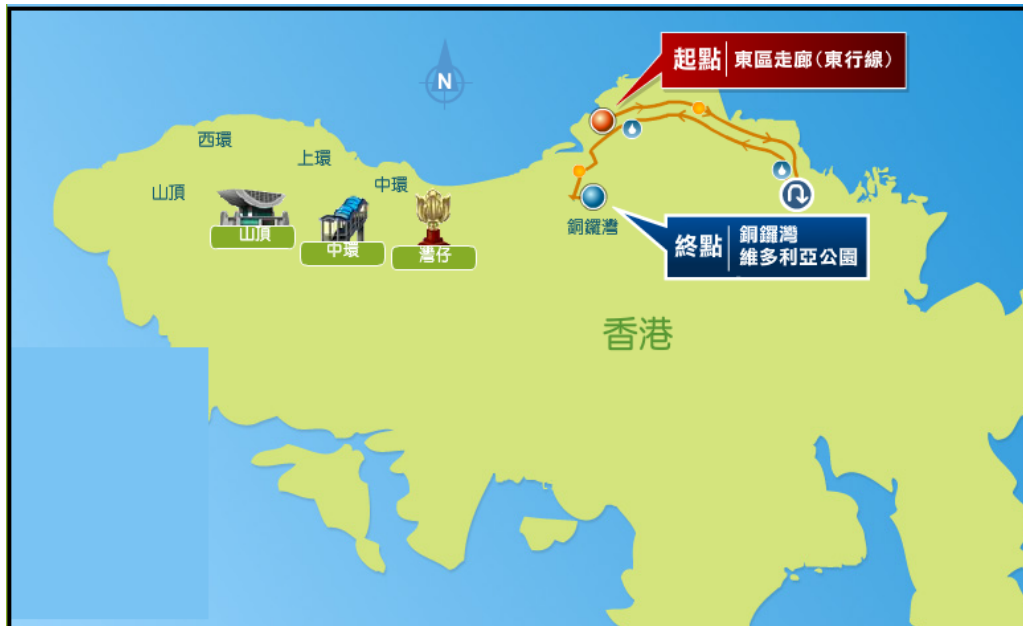 起點 東區走廊(東行線)
N
西環
上環
中環
山頂
山頂
中環
灣仔
銅鑼灣
終點 銅鑼灣
維多利亞公園
香港